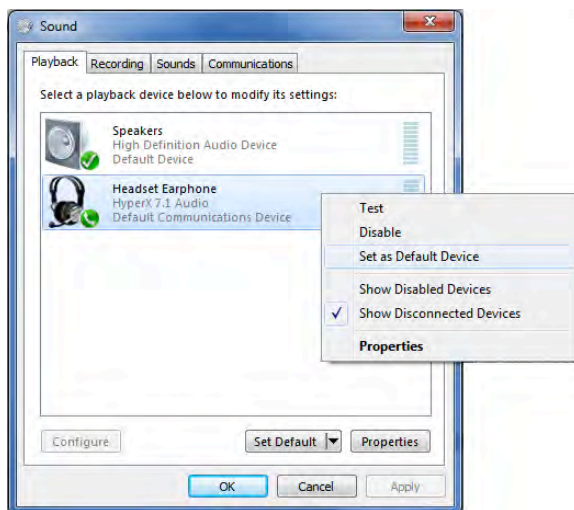 Sound
Playback Recording Sounds Communications
Select a playback device below to modify its settings:
Speakers
High Definition Audio Device
Default Device
Headset Earphone
HyperX 7.1 Audio
Default Communications Device
Test
Disable
Set as Default Device
Show Disabled Devices
Show Disconnected Devices
Properties
Configure Set Default Properties
OK Cancel Apply